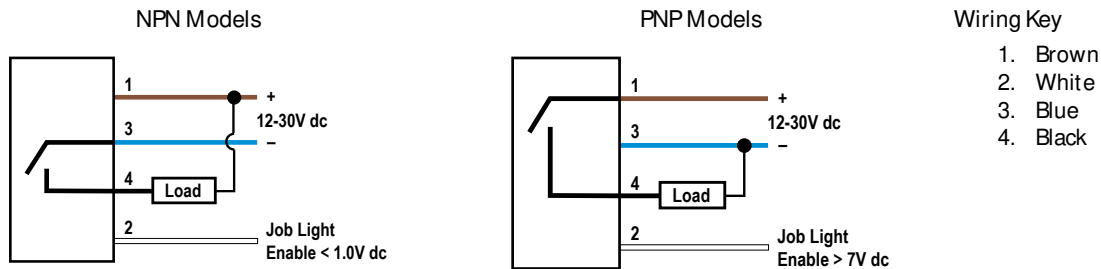 NPN Models
1
+
12-30V dc
3
–
4
Load
2
Job Light
Enable < 1.0V dc
PNP Models
1
+
12-30V dc
3
–
4
Load
2
Job Light
Enable > 7V dc
Wiring Key
1. Brown
2. White
3. Blue
4. Black